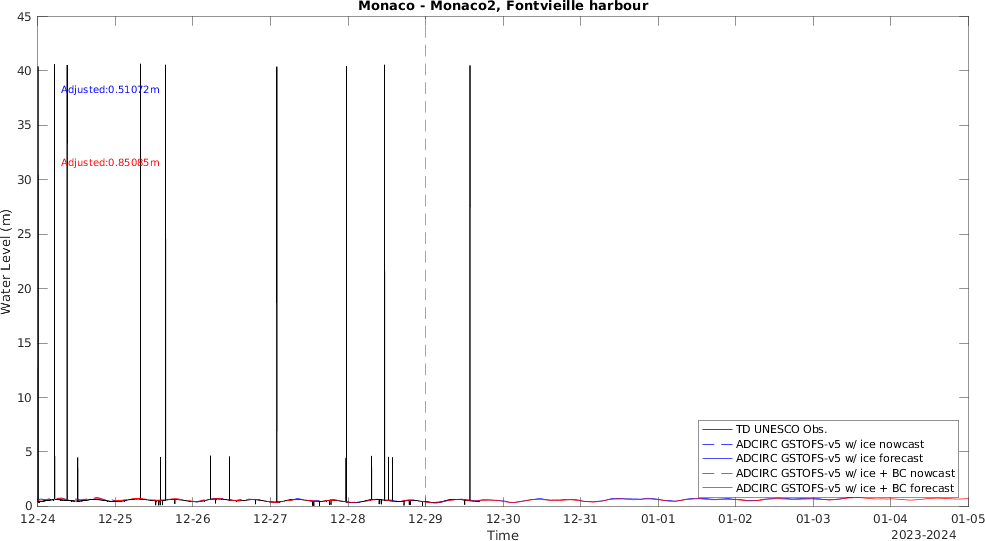 Monaco - Monaco2, Fontvieille harbour
45
40
35
30
25
20
15
10
5
0
Water Level (m)
Adjusted:0.51072m
Adjusted:0.85085m
TD UNESCO Obs.
ADCIRC GSTOFS-v5 w/ ice nowcast
ADCIRC GSTOFS-v5 w/ ice forecast
ADCIRC GSTOFS-v5 w/ ice + BC nowcast
ADCIRC GSTOFS-v5 w/ ice + BC forecast
12-24 12-25 12-26 12-27 12-28 12-29 12-30 12-31 01-01 01-02 01-03 01-04 01-05
Time
2023-2024